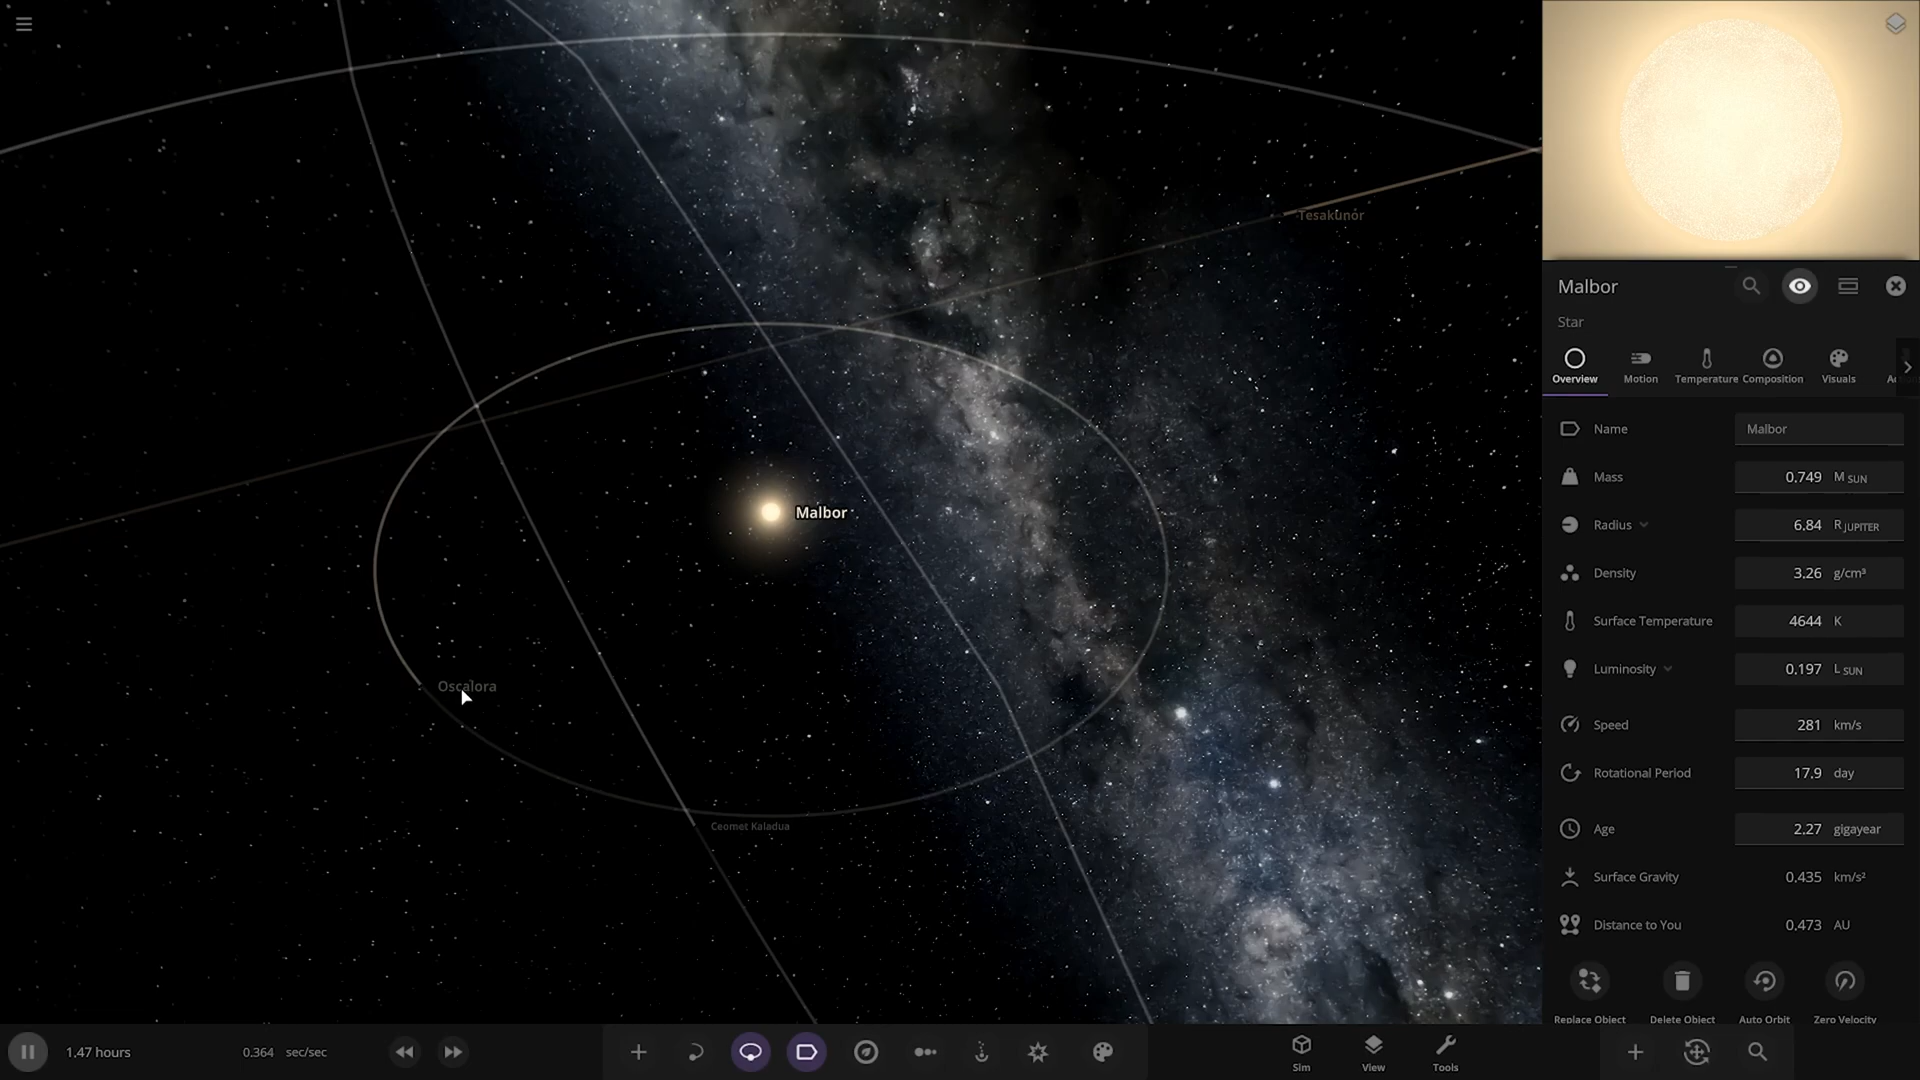 Tesakunor
Malbor
Oscalora
Ceomet Kaladua
Malbor
Star
Overview
Motion
Temperature
Composition
Visuals
Name
Malbor
Mass
0.749 M SUN
Radius
6.84 R JUPITER
Density
3.26 g/cm³
Surface Temperature
4644 K
Luminosity
0.197 L SUN
Speed
281 km/s
Rotational Period
17.9 day
Age
2.27 gigayear
Surface Gravity
0.435 km/s²
Distance to You
0.473 AU
Replace Object
Delete Object
Auto Orbit
Zero Velocity
1.47 hours
0.364 sec/sec
Sim
View
Tools